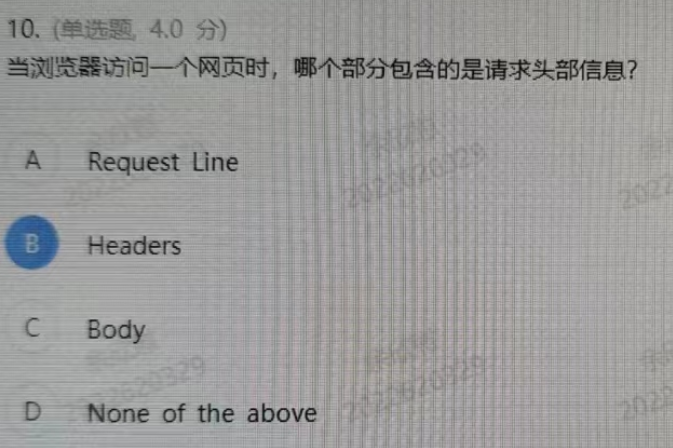 10. (单选题, 4.0 分)
当浏览器访问一个网页时，哪个部分包含的是请求头部信息?
A Request Line
B Headers
C Body
D None of the above